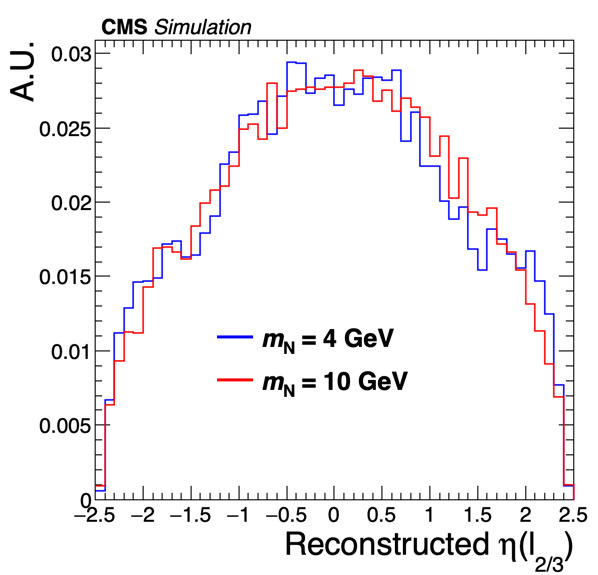 CMS Simulation
A.U.
0.03
0.025
0.02
0.015
0.01
0.005
0
m_N = 4 GeV
m_N = 10 GeV
−2.5 −2 −1.5 −1 −0.5 0 0.5 1 1.5 2 2.5
Reconstructed η(l_2/3)